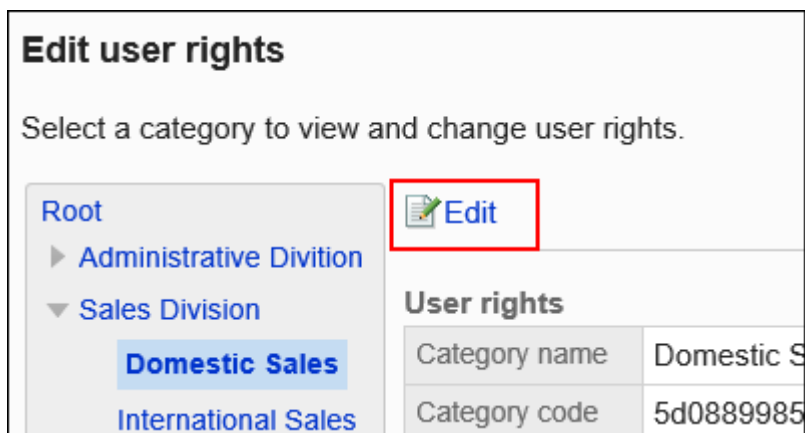 Edit user rights
Select a category to view and change user rights.
Root
Administrative Divition
Sales Division
Domestic Sales
International Sales
Edit
User rights
Category name Domestic S
Category code 5d0889985